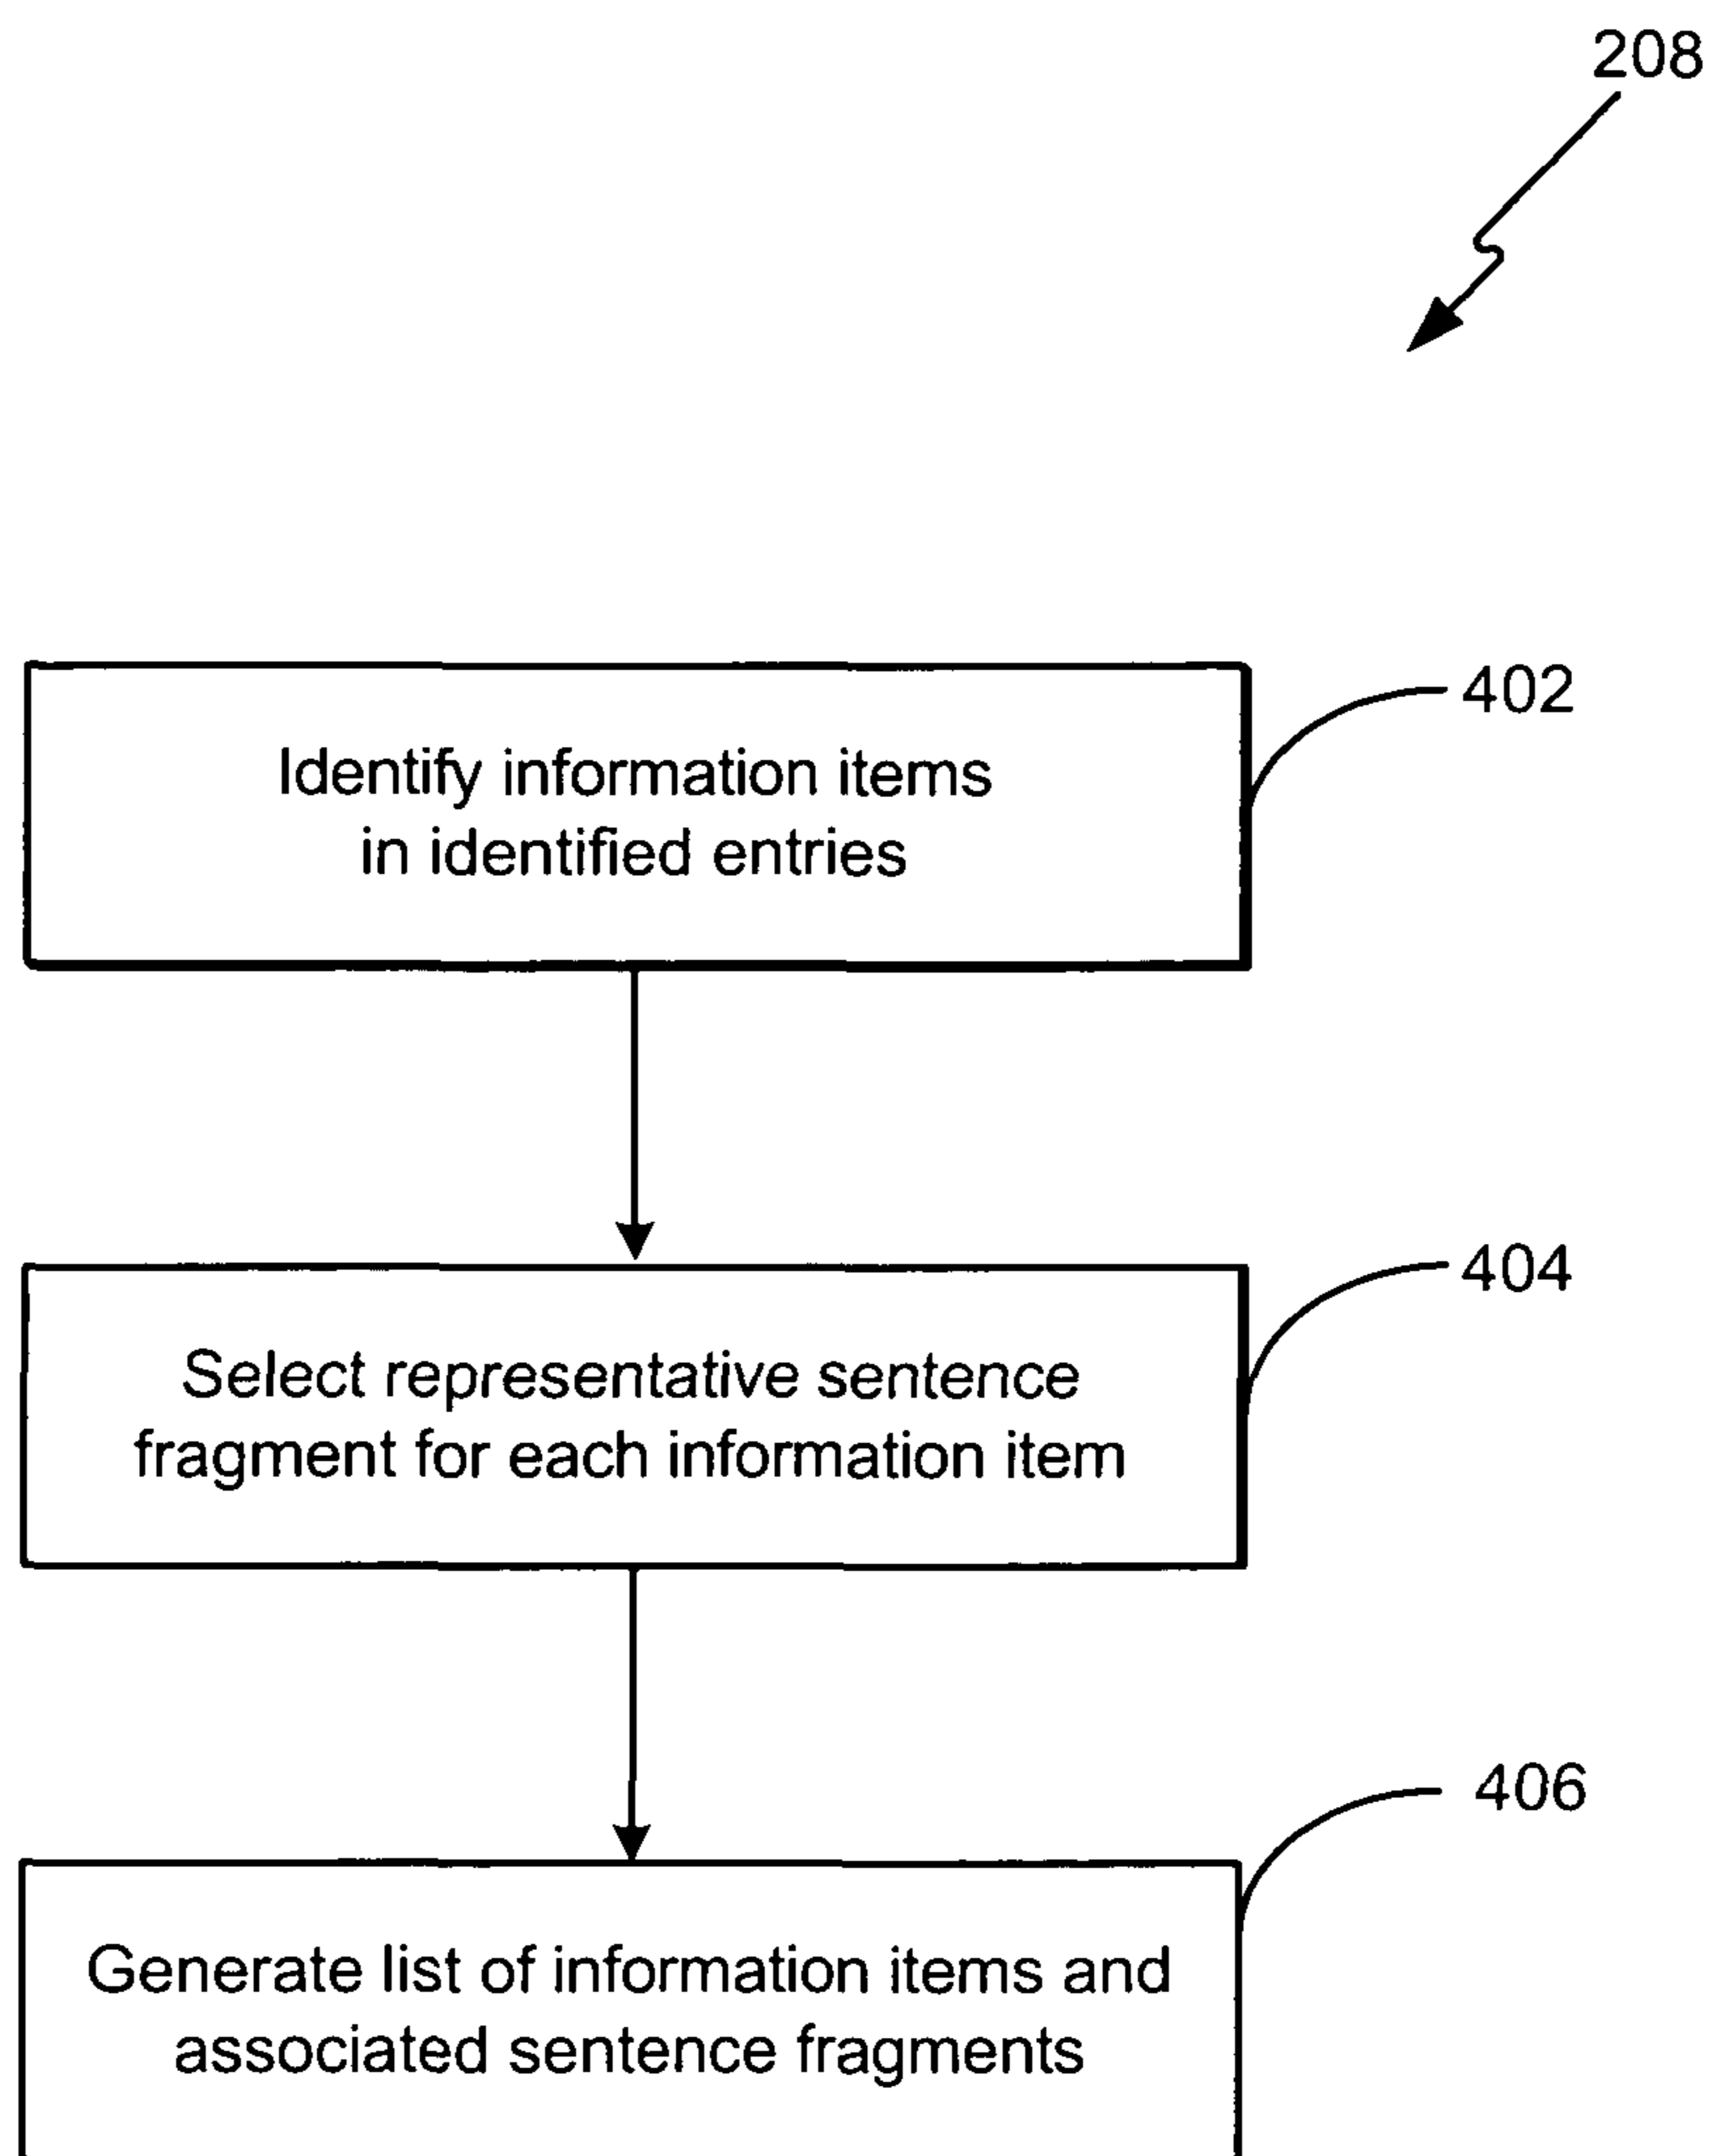 208
402
Identify information items
in identified entries
404
Select representative sentence
fragment for each information item
406
Generate list of information items and
associated sentence fragments